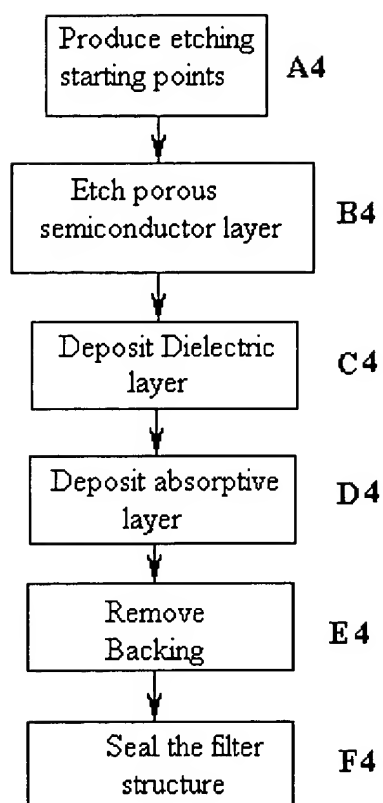 Produce etching
starting points
A4
Etch porous
semiconductor layer
B4
Deposit Dielectric
layer
C4
Deposit absorptive
layer
D4
Remove
Backing
E4
Seal the filter
structure
F4